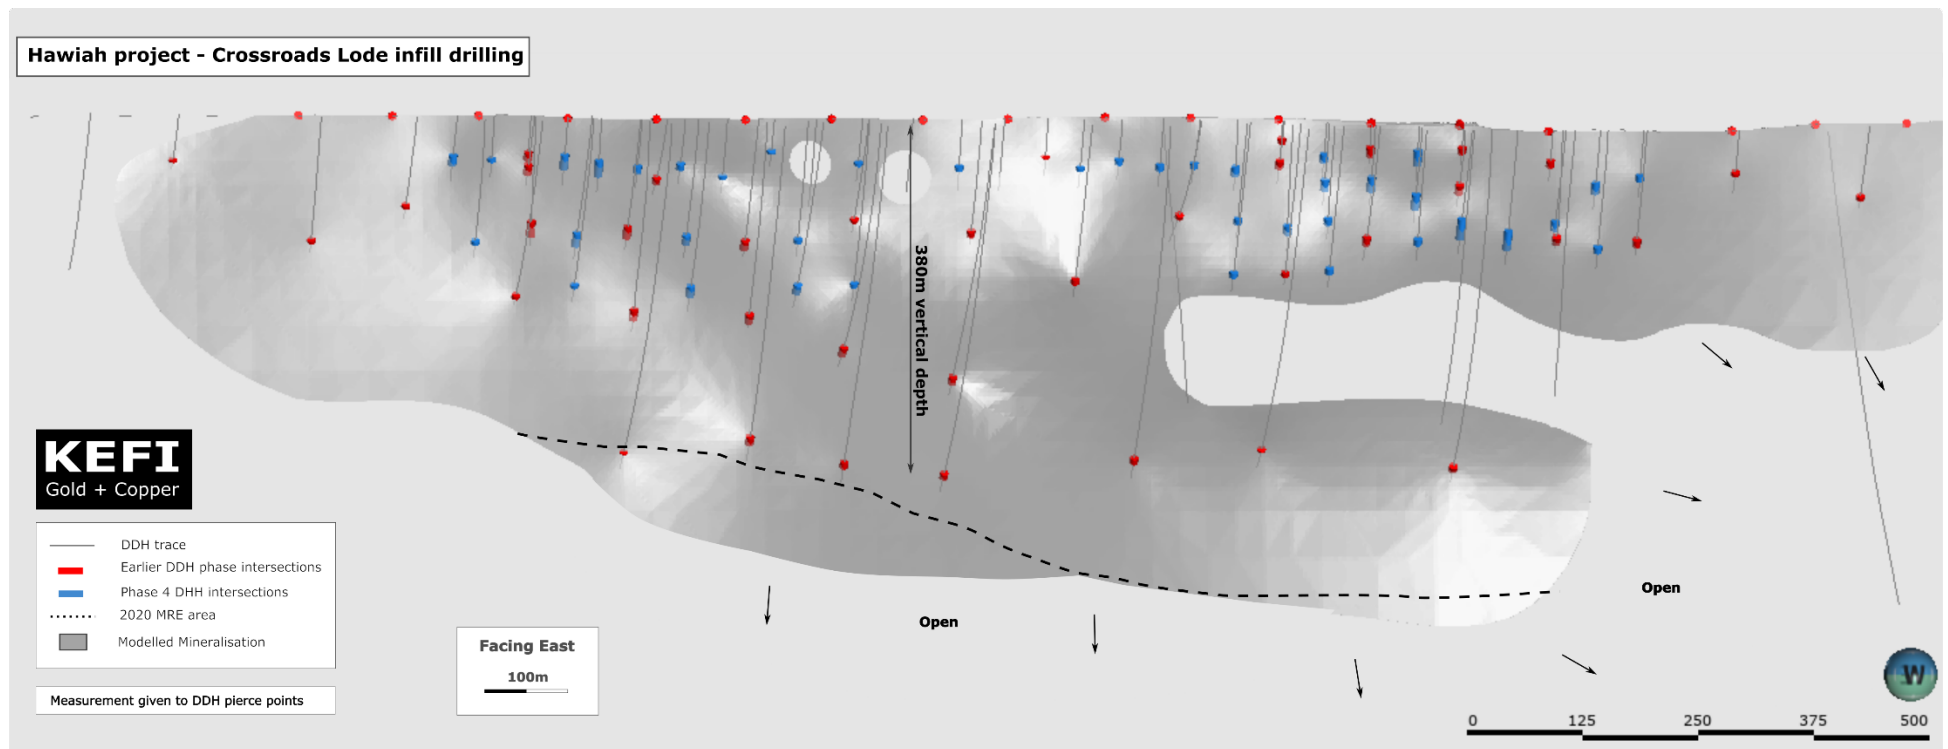 Hawiah project - Crossroads Lode infill drilling
380m vertical depth
KEFI
Gold + Copper
DDH trace
Earlier DDH phase intersections
Phase 4 DHH intersections
2020 MRE area
Modelled Mineralisation
Measurement given to DDH pierce points
Facing East
100m
Open
Open
W
0 125 250 375 500